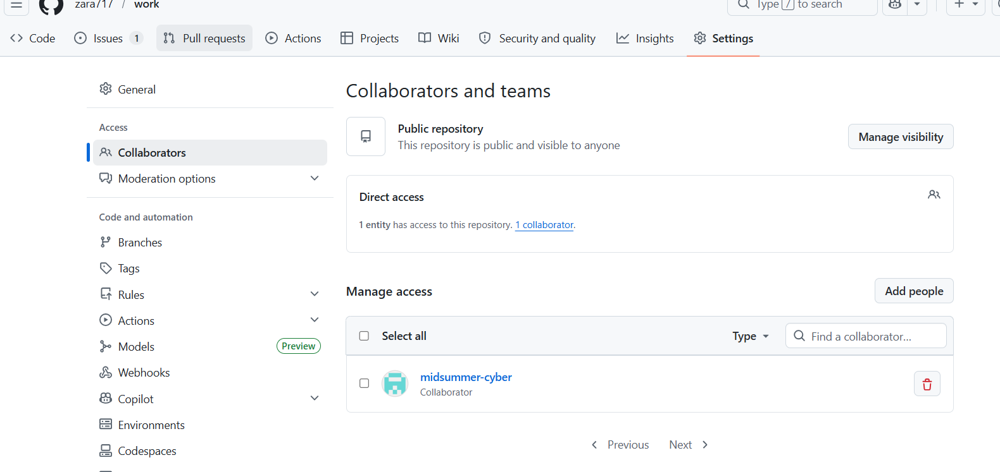 zara717 / work
Type / to search
Code
Issues 1
Pull requests
Actions
Projects
Wiki
Security and quality
Insights
Settings
General
Access
Collaborators
Moderation options
Code and automation
Branches
Tags
Rules
Actions
Models Preview
Webhooks
Copilot
Environments
Codespaces
Collaborators and teams
Public repository
This repository is public and visible to anyone
Manage visibility
Direct access
1 entity has access to this repository. 1 collaborator.
Manage access
Add people
Select all
Type
Find a collaborator...
midsummer-cyber
Collaborator
Previous
Next